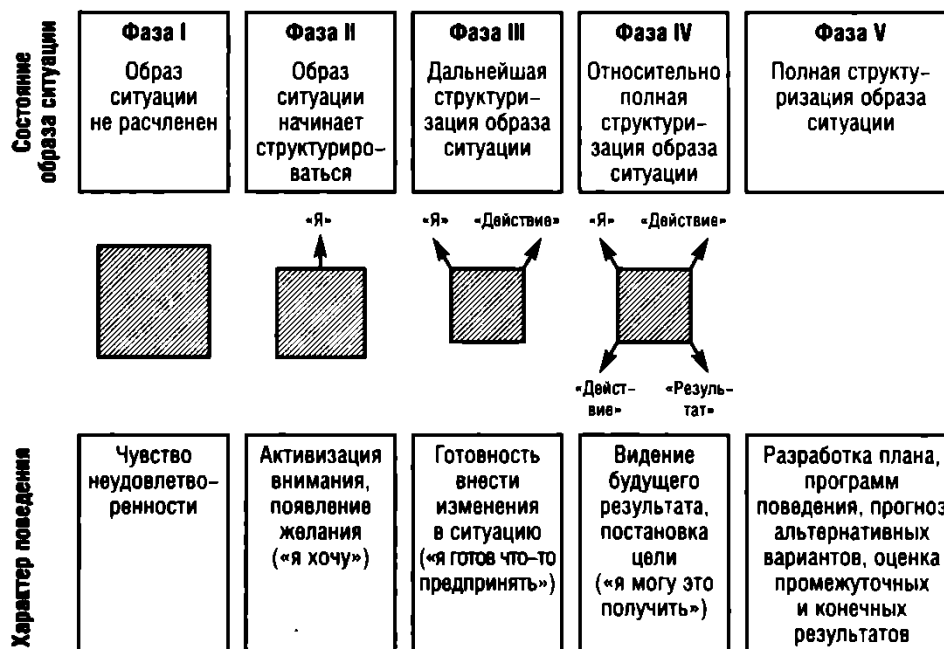 Состояние
образа ситуации
Фаза I
Образ
ситуации
не расчленен
Фаза II
Образ
ситуации
начинает
структуриро-
ваться
Фаза III
Дальнейшая
структури-
зация образа
ситуации
Фаза IV
Относительно
полная
структури-
зация образа
ситуации
Фаза V
Полная структу-
ризация образа
ситуации
«Я»
«Я» «Действие»
«Я» «Действие»
«Дейст-
вие»
«Резуль-
тат»
Характер поведения
Чувство
неудовлетво-
ренности
Активизация
внимания,
появление
желания
(«я хочу»)
Готовность
внести
изменения
в ситуацию
(«я готов что-то
предпринять»)
Видение
будущего
результата,
постановка
цели
(«я могу это
получить»)
Разработка плана,
программ
поведения, прогноз
альтернативных
вариантов, оценка
промежуточных
и конечных
результатов